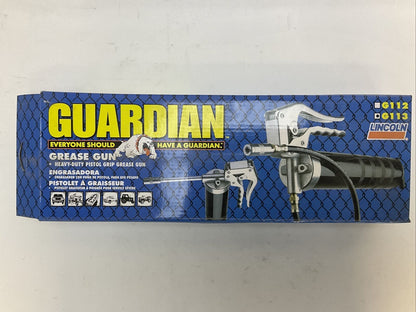 GUARDIAN
EVERYONE SHOULD HAVE A GUARDIAN.
GREASE GUN
• HEAVY-DUTY PISTOL GRIP GREASE GUN
ENGRASADORA
PISTOLET À GRAISSEUR
G112
G113
LINCOLN